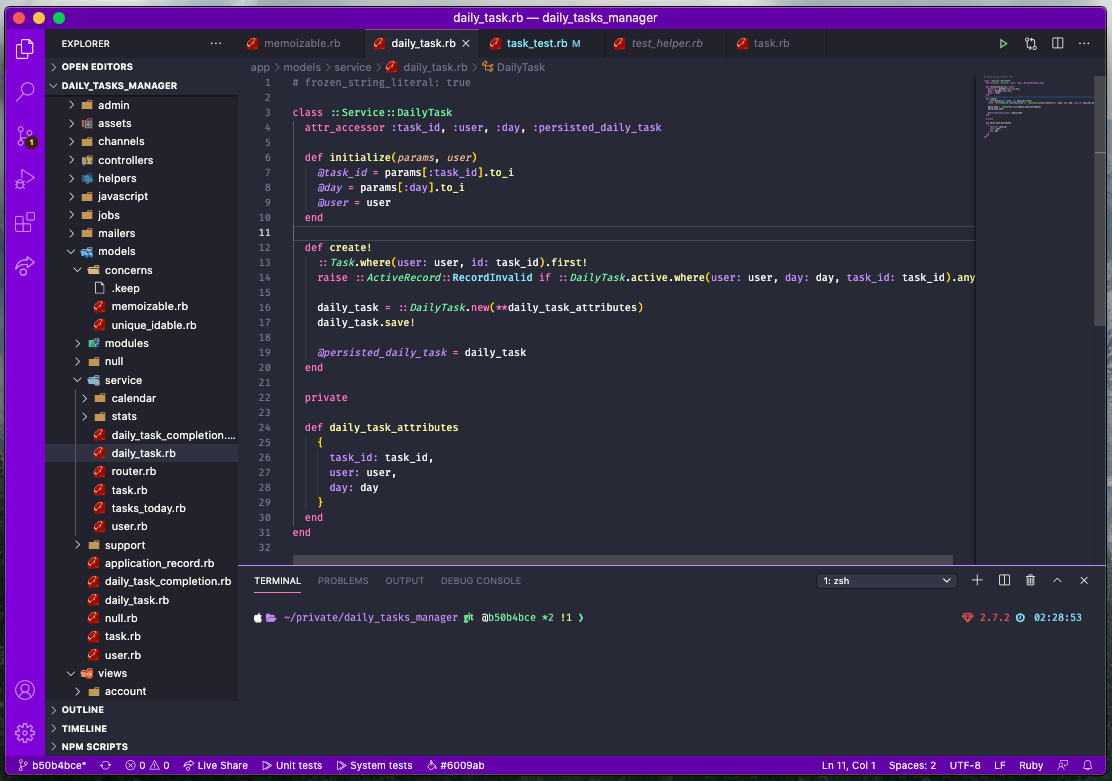 daily_task.rb — daily_tasks_manager
EXPLORER
···
memoizable.rb
daily_task.rb
task_test.rb M
test_helper.rb
task.rb
···
OPEN EDITORS
DAILY_TASKS_MANAGER
admin
assets
channels
controllers
helpers
javascript
jobs
mailers
models
concerns
.keep
memoizable.rb
unique_idable.rb
modules
null
service
calendar
stats
daily_task_completion....
daily_task.rb
router.rb
task.rb
tasks_today.rb
user.rb
support
application_record.rb
daily_task_completion.rb
daily_task.rb
null.rb
task.rb
user.rb
views
account
OUTLINE
TIMELINE
NPM SCRIPTS
1
app > models > service > daily_task.rb > DailyTask
1 # frozen_string_literal: true
2
3 class ::Service::DailyTask
4 attr_accessor :task_id, :user, :day, :persisted_daily_task
5
6 def initialize(params, user)
7 @task_id = params[:task_id].to_i
8 @day = params[:day].to_i
9 @user = user
10 end
11
12 def create!
13 ::Task.where(user: user, id: task_id).first!
14 raise ::ActiveRecord::RecordInvalid if ::DailyTask.active.where(user: user, day: day, task_id: task_id).any
15
16 daily_task = ::DailyTask.new(**daily_task_attributes)
17 daily_task.save!
18
19 @persisted_daily_task = daily_task
20 end
21
22 private
23
24 def daily_task_attributes
25 {
26 task_id: task_id,
27 user: user,
28 day: day
29 }
30 end
31 end
32
TERMINAL PROBLEMS OUTPUT DEBUG CONSOLE
1: zsh
~/private/daily_tasks_manager git @b50b4bce *2 !1 ❯
2.7.2 02:28:53
b50b4bce* 0 0 Live Share Unit tests System tests #6009ab
Ln 11, Col 1 Spaces: 2 UTF-8 LF Ruby